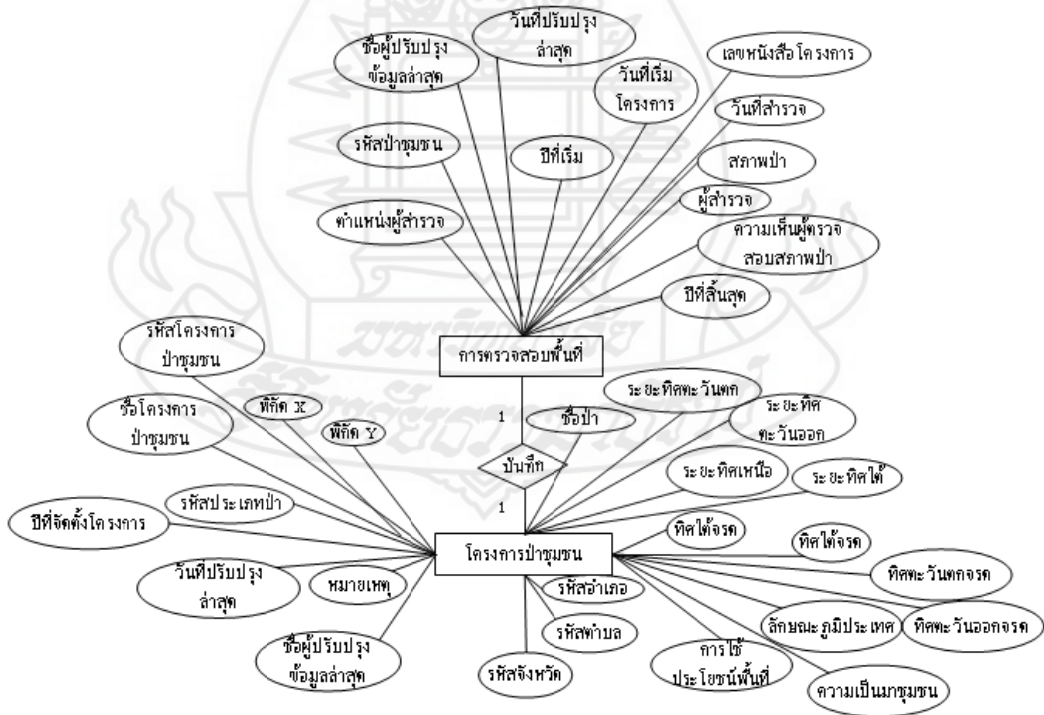 วันที่ปรับปรุง
ล่าสุด
ชื่อผู้ปรับปรุง
ข้อมูลล่าสุด
วันที่เริ่ม
โครงการ
เลขหนังสือโครงการ
วันที่สำรวจ
รหัสป่าชุมชน
ปีที่เริ่ม
สภาพป่า
ผู้สำรวจ
ตำแหน่งผู้สำรวจ
ความเห็นผู้ตรวจ
สอบสภาพป่า
ปีที่สิ้นสุด
การตรวจสอบพื้นที่
รหัสโครงการ
ป่าชุมชน
ระยะทิศตะวันตก
ชื่อโครงการ
ป่าชุมชน
พิกัด X
พิกัด Y
1
ชื่อป่า
ระยะทิศ
ตะวันออก
บันทึก
ระยะทิศเหนือ
ระยะทิศใต้
รหัสประเภทป่า
1
ปีที่จัดตั้งโครงการ
ทิศใต้จรด
ทิศใต้จรด
โครงการป่าชุมชน
วันที่ปรับปรุง
ล่าสุด
หมายเหตุ
รหัสอำเภอ
ทิศตะวันตกจรด
รหัสตำบล
ลักษณะภูมิประเทศ
ทิศตะวันออกจรด
ชื่อผู้ปรับปรุง
ข้อมูลล่าสุด
รหัสจังหวัด
การใช้
ประโยชน์พื้นที่
ความเป็นมาชุมชน